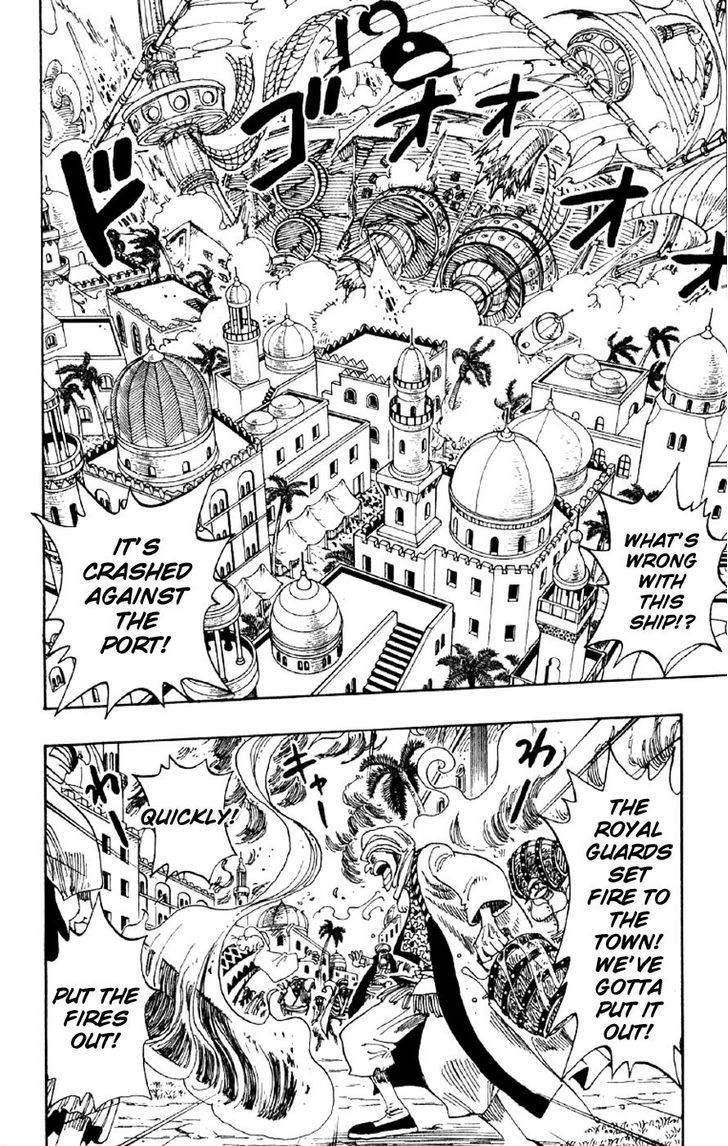 ドゴオオオオ
WHAT'S
WRONG
WITH
THIS
SHIP!?
IT'S
CRASHED
AGAINST
THE
PORT!
わー
THE
ROYAL
GUARDS
SET
FIRE TO
THE
TOWN!
WE'VE
GOTTA
PUT IT
OUT!
キャー
QUICKLY!
わー
PUT THE
FIRES
OUT!